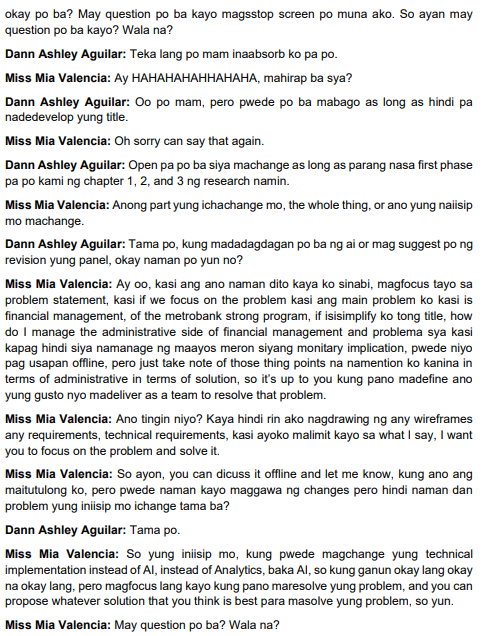 okay po ba? May question po ba kayo magsstop screen po muna ako. So ayan may
question po ba kayo? Wala na?
Dann Ashley Aguilar: Teka lang po mam inaabsorb ko pa po.
Miss Mia Valencia: Ay HAHAHAHAHHAHAHA, mahirap ba sya?
Dann Ashley Aguilar: Oo po mam, pero pwede po ba mabago as long as hindi pa
nadedevelop yung title.
Miss Mia Valencia: Oh sorry can say that again.
Dann Ashley Aguilar: Open pa po ba siya machange as long as parang nasa first phase
pa po kami ng chapter 1, 2, and 3 ng research namin.
Miss Mia Valencia: Anong part yung ichachange mo, the whole thing, or ano yung naiisip
mo machange.
Dann Ashley Aguilar: Tama po, kung madadagdagan po ba ng ai or mag suggest po ng
revision yung panel, okay naman po yun no?
Miss Mia Valencia: Ay oo, kasi ang ano naman dito kaya ko sinabi, magfocus tayo sa
problem statement, kasi if we focus on the problem kasi ang main problem ko kasi is
financial management, of the metrobank strong program, if isisimplify ko tong title, how
do I manage the administrative side of financial management and problema sya kasi
kapag hindi siya namanage ng maayos meron siyang monitary implication, pwede niyo
pag usapan offline, pero just take note of those thing points na namention ko kanina in
terms of administrative in terms of solution, so it's up to you kung pano madefine ano
yung gusto nyo madeliver as a team to resolve that problem.
Miss Mia Valencia: Ano tingin niyo? Kaya hindi rin ako nagdrawing ng any wireframes
any requirements, technical requirements, kasi ayoko malimit kayo sa what I say, I want
you to focus on the problem and solve it.
Miss Mia Valencia: So ayon, you can dicuss it offline and let me know, kung ano ang
maitutulong ko, pero pwede naman kayo maggawa ng changes pero hindi naman dan
problem yung iniisip mo ichange tama ba?
Dann Ashley Aguilar: Tama po.
Miss Mia Valencia: So yung iniisip mo, kung pwede magchange yung technical
implementation instead of AI, instead of Analytics, baka AI, so kung ganun okay lang okay
na okay lang, pero magfocus lang kayo kung pano maresolve yung problem, and you can
propose whatever solution that you think is best para masolve yung problem, so yun.
Miss Mia Valencia: May question po ba? Wala na?